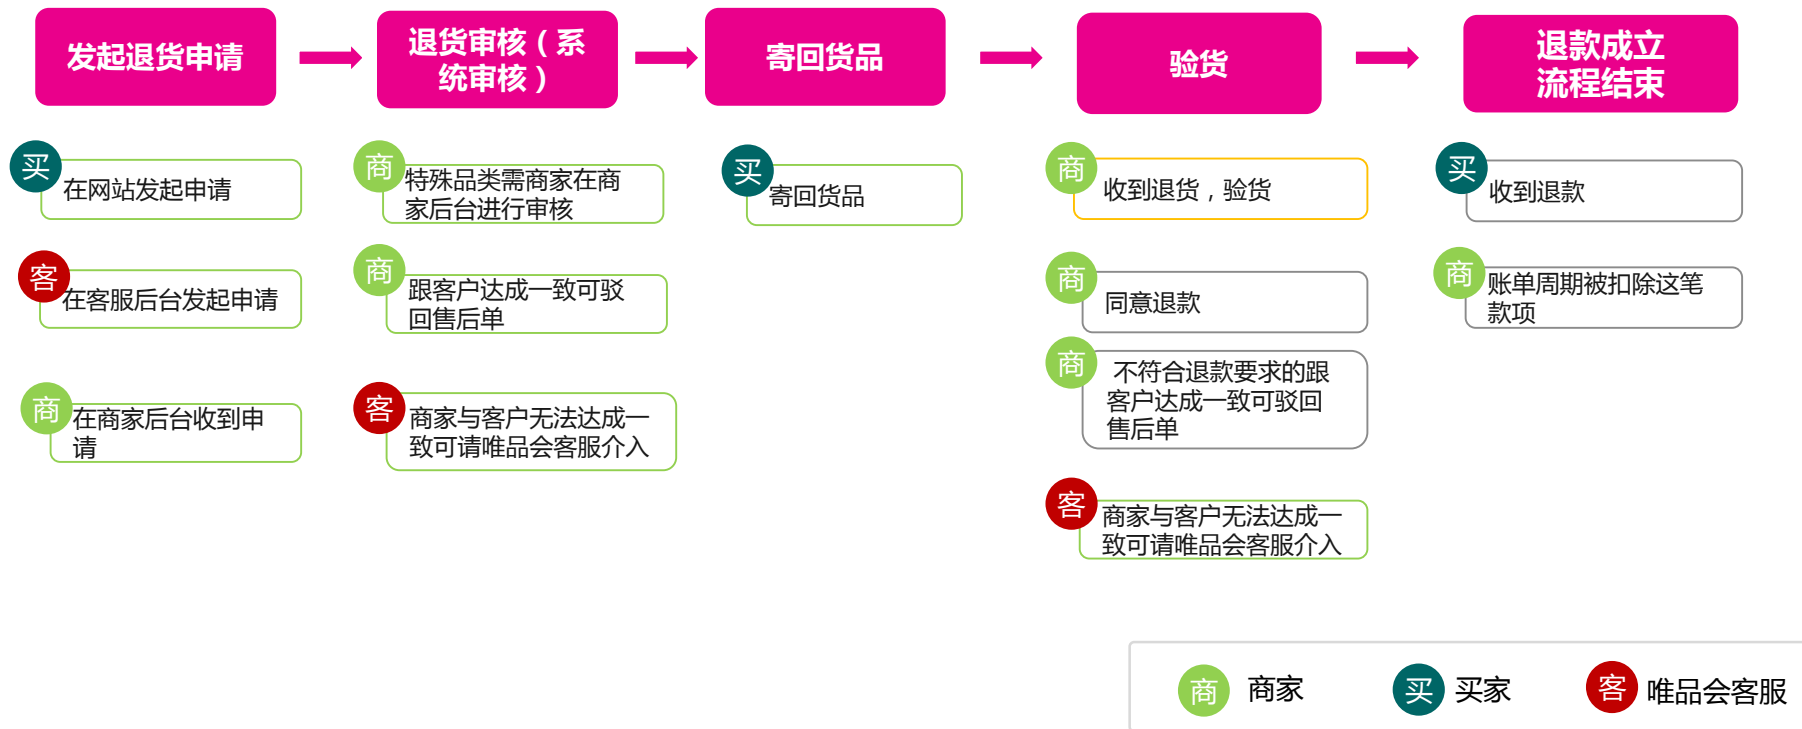 发起退货申请
退货审核（系
统审核）
寄回货品
验货
退款成立
流程结束
买
在网站发起申请
客
在客服后台发起申请
商
在商家后台收到申
请
商
特殊品类需商家在商
家后台进行审核
商
跟客户达成一致可驳
回售后单
客
商家与客户无法达成一
致可请唯品会客服介入
买
寄回货品
商
收到退货，验货
商
同意退款
商
不符合退款要求的跟
客户达成一致可驳回
售后单
客
商家与客户无法达成一
致可请唯品会客服介入
买
收到退款
商
账单周期被扣除这笔
款项
商 商家
买 买家
客 唯品会客服